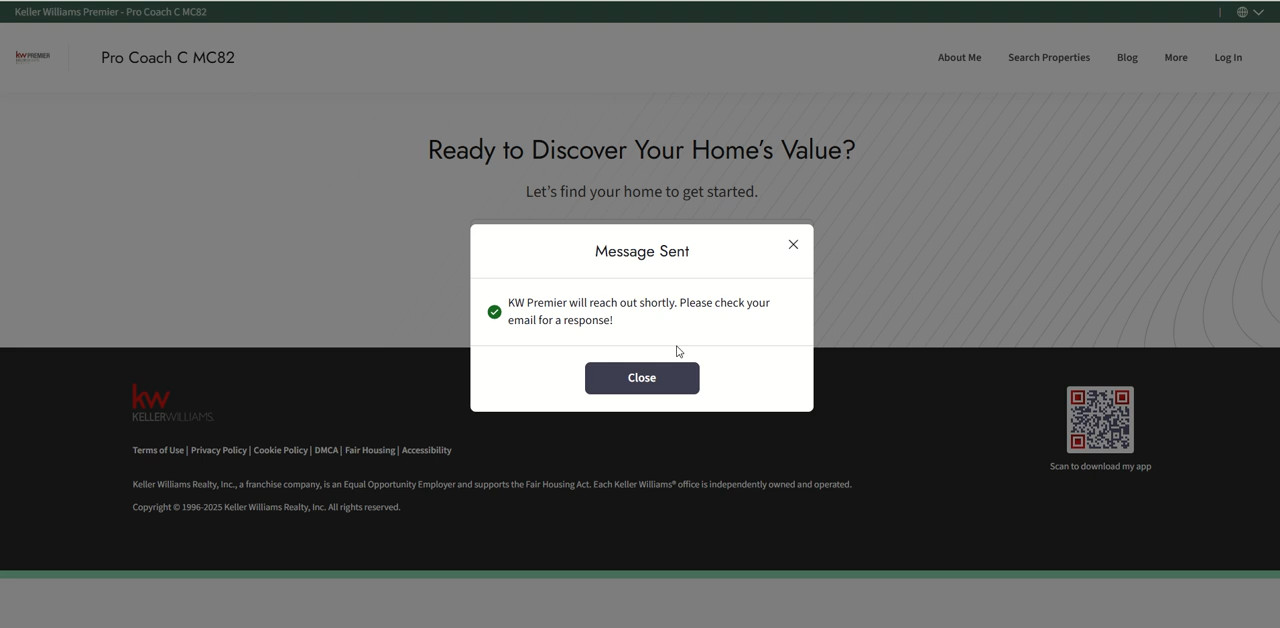 Keller Williams Premier - Pro Coach C MC82
kw PREMIER
Pro Coach C MC82
About Me
Search Properties
Blog
More
Log In
Ready to Discover Your Home’s Value?
Let’s find your home to get started.
Message Sent
KW Premier will reach out shortly. Please check your
email for a response!
Close
kw
KELLERWILLIAMS.
Terms of Use | Privacy Policy | Cookie Policy | DMCA | Fair Housing | Accessibility
Keller Williams Realty, Inc., a franchise company, is an Equal Opportunity Employer and supports the Fair Housing Act. Each Keller Williams® office is independently owned and operated.
Copyright © 1996-2025 Keller Williams Realty, Inc. All rights reserved.
Scan to download my app